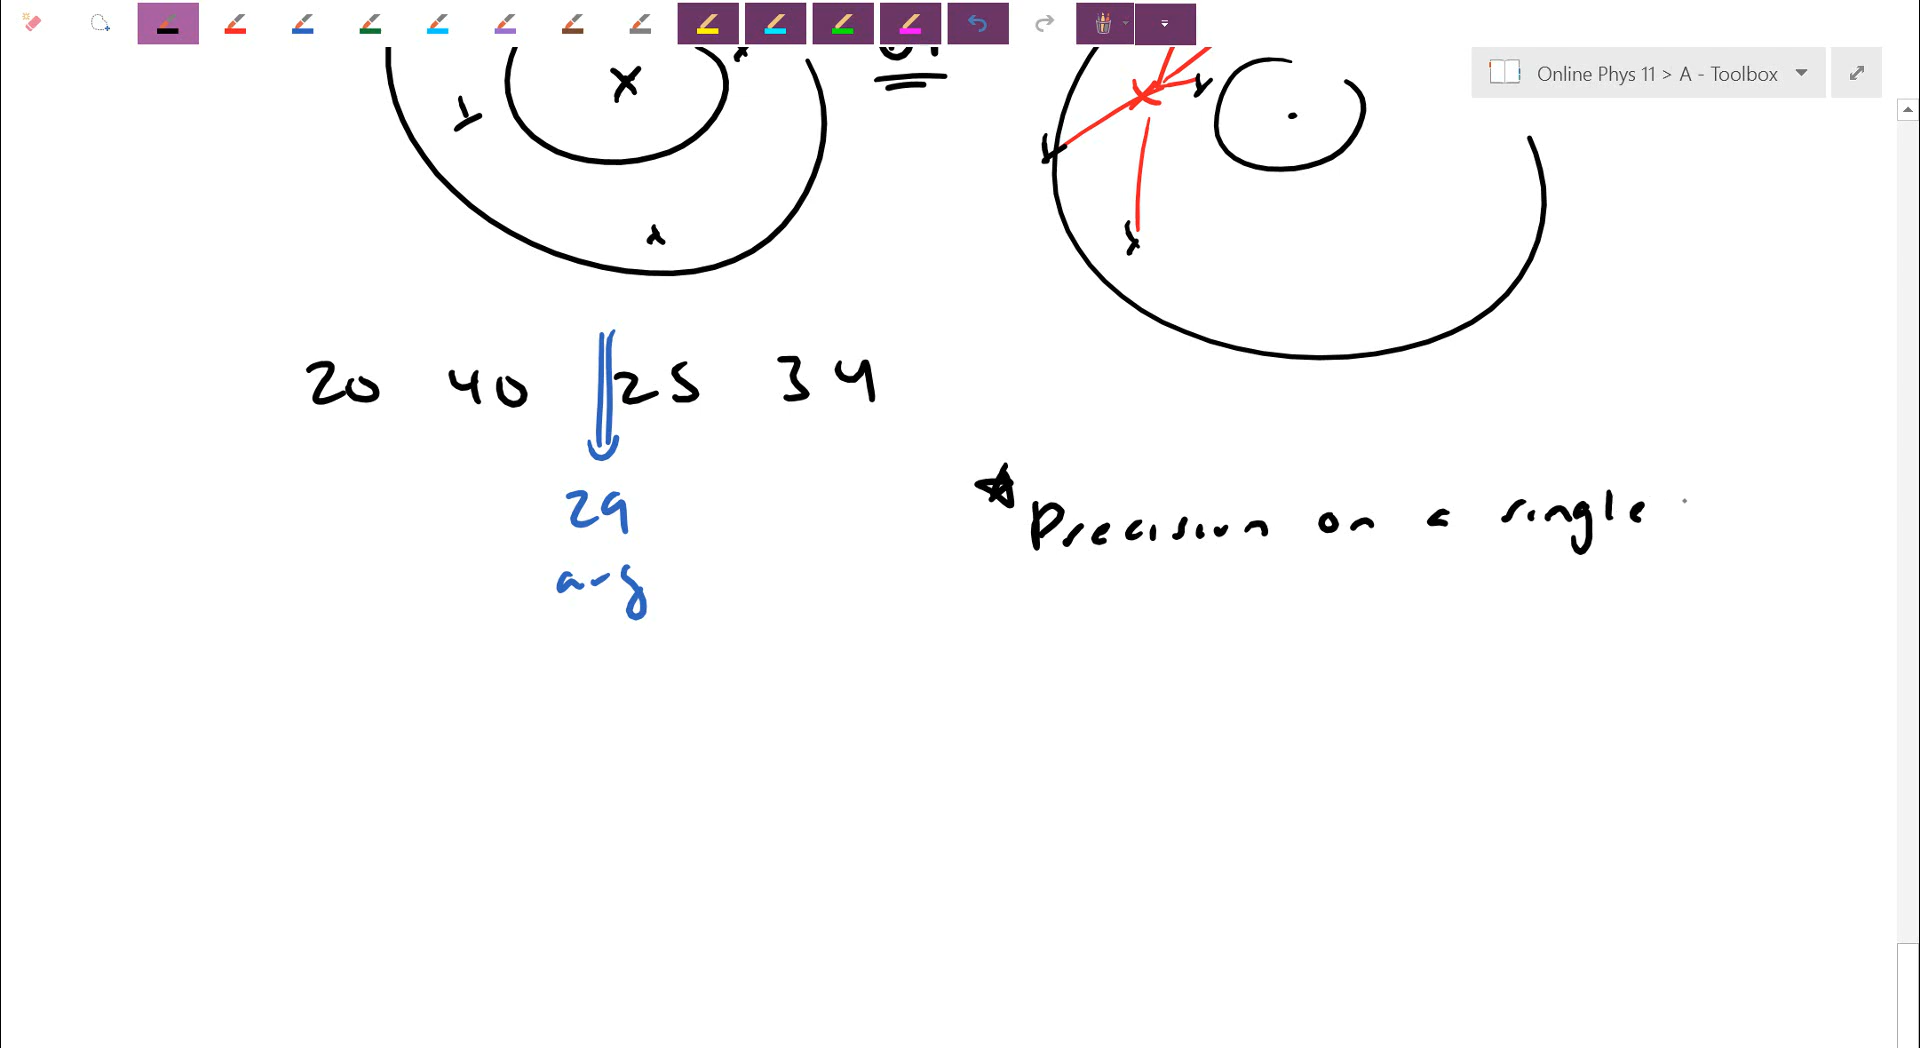 Online Phys 11 > A - Toolbox
20 40 25 34
29
avg
Precision on a single